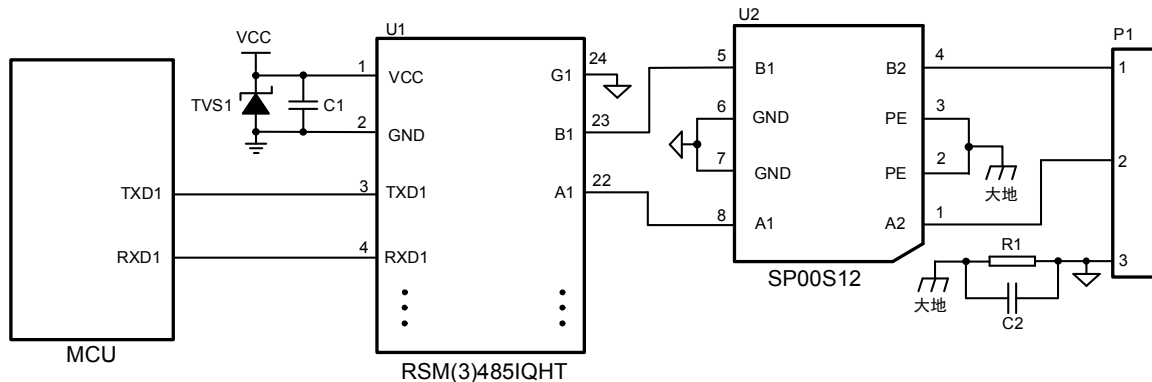 U1
U2
P1
VCC
TVS1
C1
1
VCC
2
GND
3
TXD1
4
RXD1
TXD1
RXD1
MCU
24
G1
23
B1
22
A1
RSM(3)485IQHT
5
B1
6
GND
7
GND
8
A1
4
B2
3
PE
2
PE
1
A2
SP00S12
大地
1
2
3
R1
C2
大地